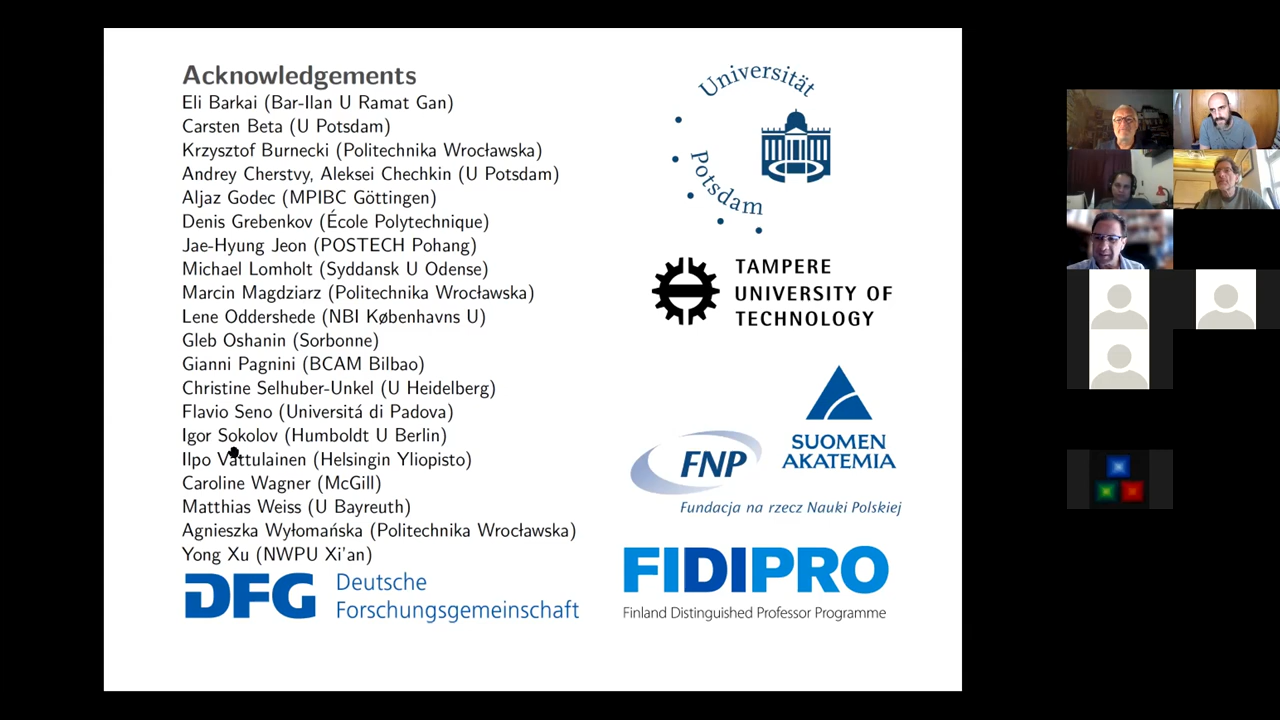 Acknowledgements
Eli Barkai (Bar-Ilan U Ramat Gan)
Carsten Beta (U Potsdam)
Krzysztof Burnecki (Politechnika Wrocławska)
Andrey Cherstvy, Aleksei Chechkin (U Potsdam)
Aljaz Godec (MPIBC Göttingen)
Denis Grebenkov (École Polytechnique)
Jae-Hyung Jeon (POSTECH Pohang)
Michael Lomholt (Syddansk U Odense)
Marcin Magdziarz (Politechnika Wrocławska)
Lene Oddershede (NBI Københavns U)
Gleb Oshanin (Sorbonne)
Gianni Pagnini (BCAM Bilbao)
Christine Selhuber-Unkel (U Heidelberg)
Flavio Seno (Universitá di Padova)
Igor Sokolov (Humboldt U Berlin)
Ilpo Vattulainen (Helsingin Yliopisto)
Caroline Wagner (McGill)
Matthias Weiss (U Bayreuth)
Agnieszka Wyłomańska (Politechnika Wrocławska)
Yong Xu (NWPU Xi'an)
DFG Deutsche
Forschungsgemeinschaft
Universität
Potsdam
TAMPERE
UNIVERSITY OF
TECHNOLOGY
SUOMEN
AKATEMIA
FNP
Fundacja na rzecz Nauki Polskiej
FIDIPRO
Finland Distinguished Professor Programme